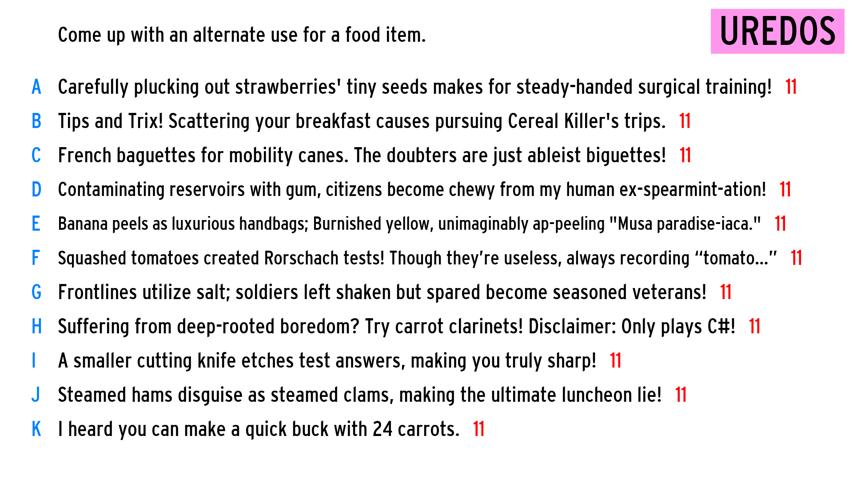 Come up with an alternate use for a food item.
UREDOS
A Carefully plucking out strawberries' tiny seeds makes for steady-handed surgical training! 11
B Tips and Trix! Scattering your breakfast causes pursuing Cereal Killer's trips. 11
C French baguettes for mobility canes. The doubters are just ableist biguettes! 11
D Contaminating reservoirs with gum, citizens become chewy from my human ex-spearmint-ation! 11
E Banana peels as luxurious handbags; Burnished yellow, unimaginably ap-peeling "Musa paradise-iaca." 11
F Squashed tomatoes created Rorschach tests! Though they’re useless, always recording “tomato...” 11
G Frontlines utilize salt; soldiers left shaken but spared become seasoned veterans! 11
H Suffering from deep-rooted boredom? Try carrot clarinets! Disclaimer: Only plays C#! 11
I A smaller cutting knife etches test answers, making you truly sharp! 11
J Steamed hams disguise as steamed clams, making the ultimate luncheon lie! 11
K I heard you can make a quick buck with 24 carrots. 11